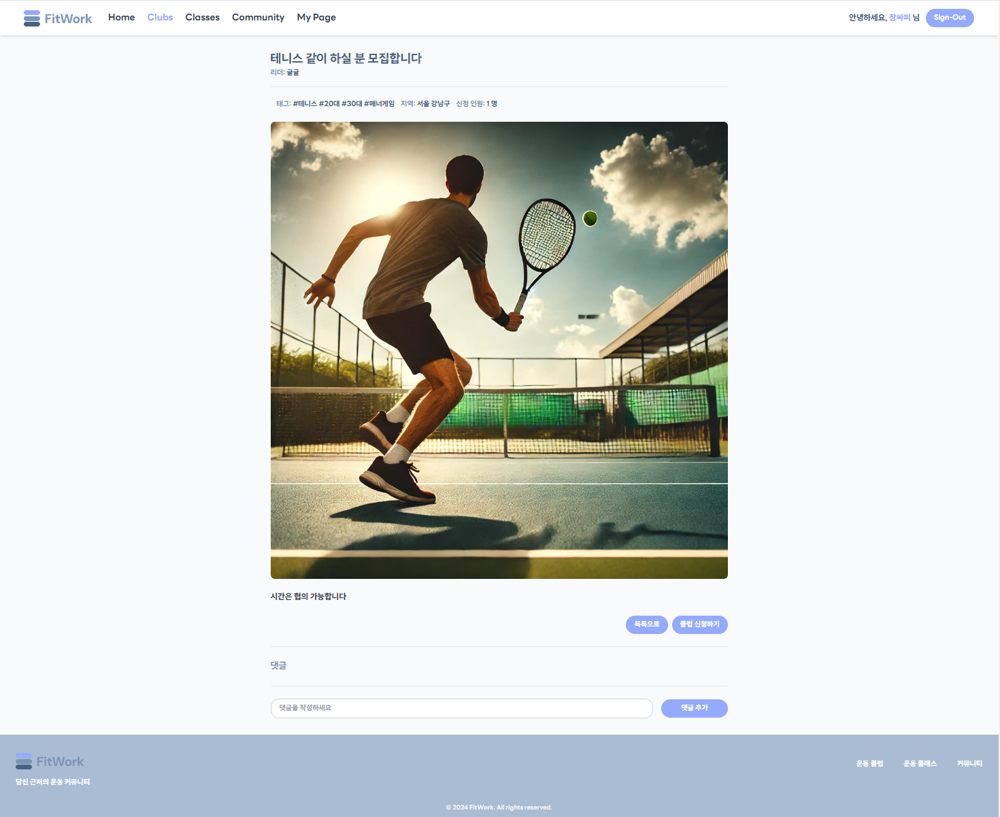 FitWork Home Clubs Classes Community My Page 안녕하세요, 장싸피 님 Sign-Out
테니스 같이 하실 분 모집합니다
리더: 귤귤
태그: #테니스 #20대 #30대 #매너게임 지역: 서울 강남구 신청 인원: 1 명
시간은 협의 가능합니다
목록으로 클럽 신청하기
댓글
댓글을 작성하세요 댓글 추가
FitWork 운동 클럽 운동 클래스 커뮤니티
당신 근처의 운동 커뮤니티
© 2024 FitWork. All rights reserved.